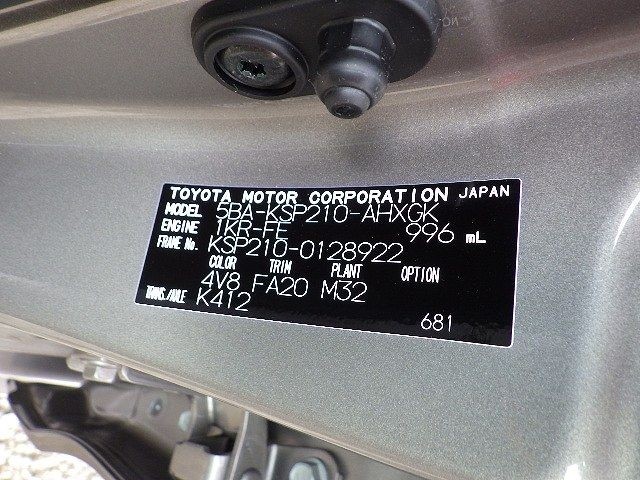 TOYOTA MOTOR CORPORATION JAPAN
MODEL 5BA-KSP210-AHXGK
ENGINE 1KR-FE 996 mL
FRAME No. KSP210-0128922
COLOR TRIM PLANT OPTION
4V8 FA20 M32
TRANS./AXLE K412
681